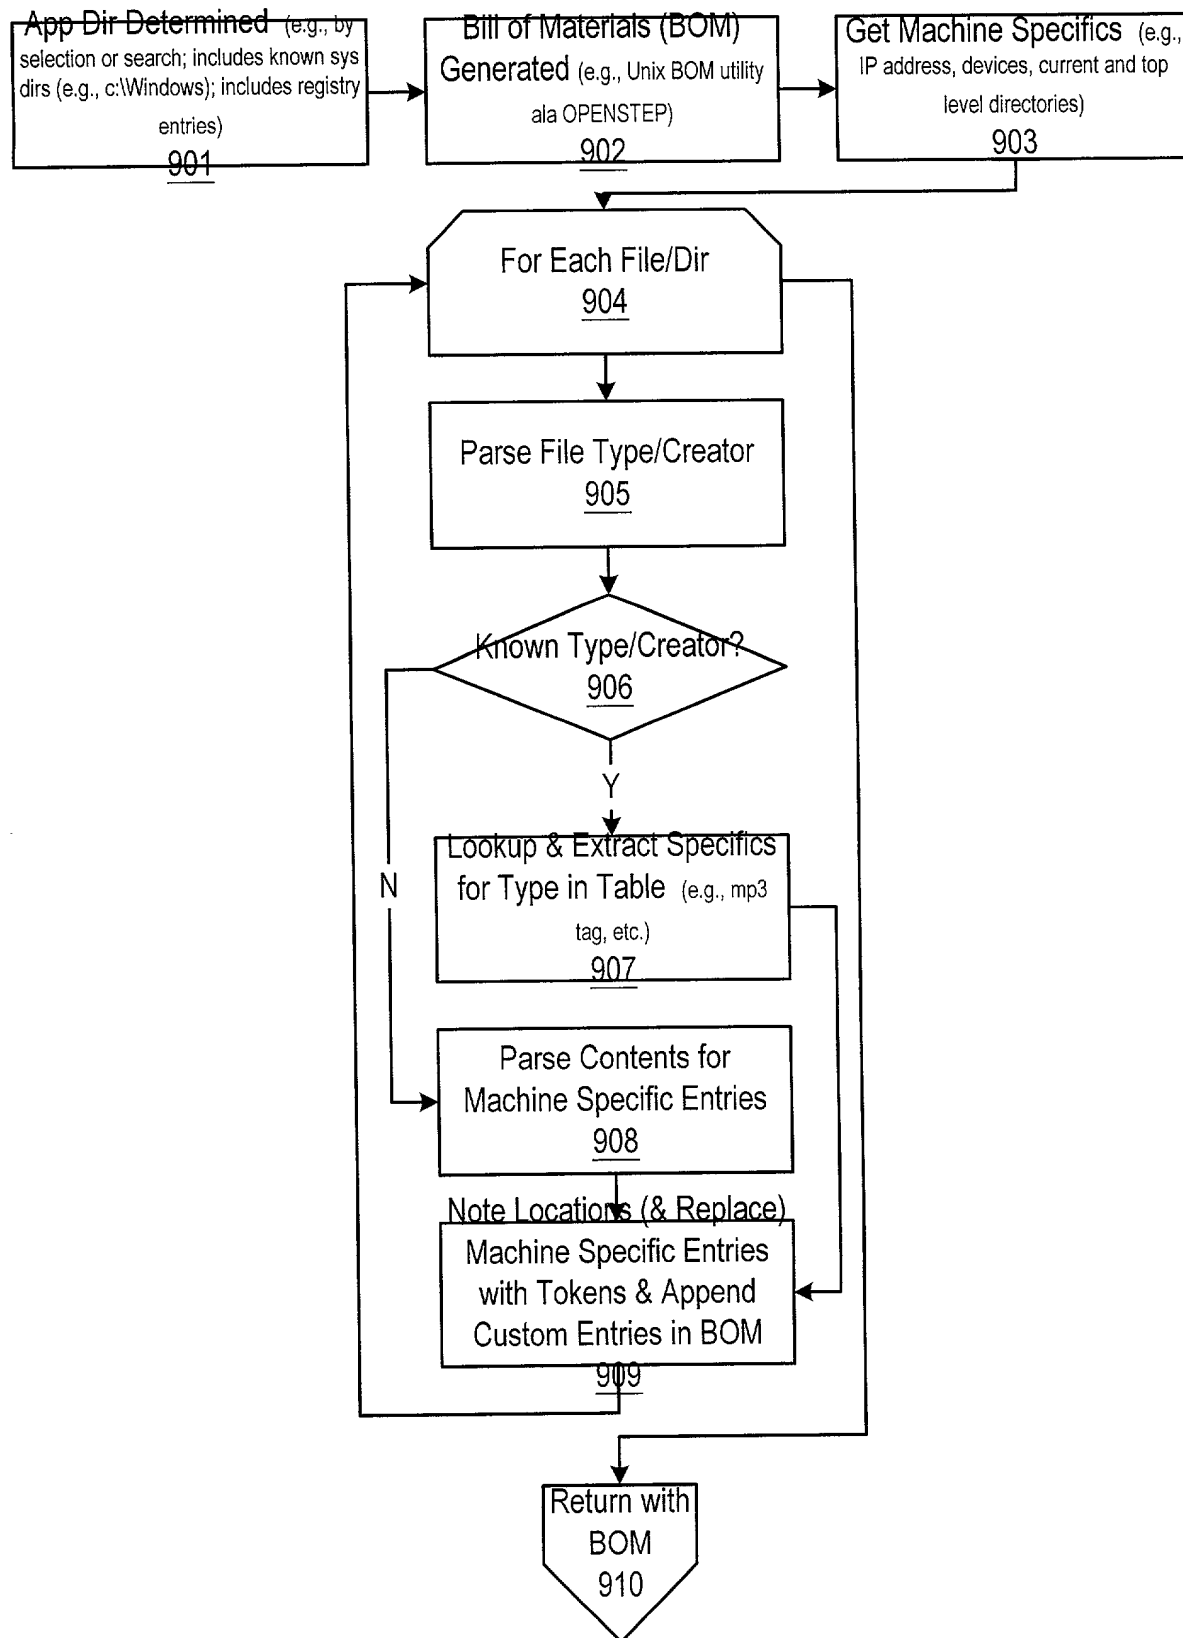 App Dir Determined (e.g., by
selection or search; includes known sys
dirs (e.g., c:\Windows); includes registry
entries)
901
Bill of Materials (BOM)
Generated (e.g., Unix BOM utility
ala OPENSTEP)
902
Get Machine Specifics (e.g.,
IP address, devices, current and top
level directories)
903
For Each File/Dir
904
Parse File Type/Creator
905
Known Type/Creator?
906
Y
N
Lookup & Extract Specifics
for Type in Table (e.g., mp3
tag, etc.)
907
Parse Contents for
Machine Specific Entries
908
Note Locations (& Replace)
Machine Specific Entries
with Tokens & Append
Custom Entries in BOM
909
Return with
BOM
910